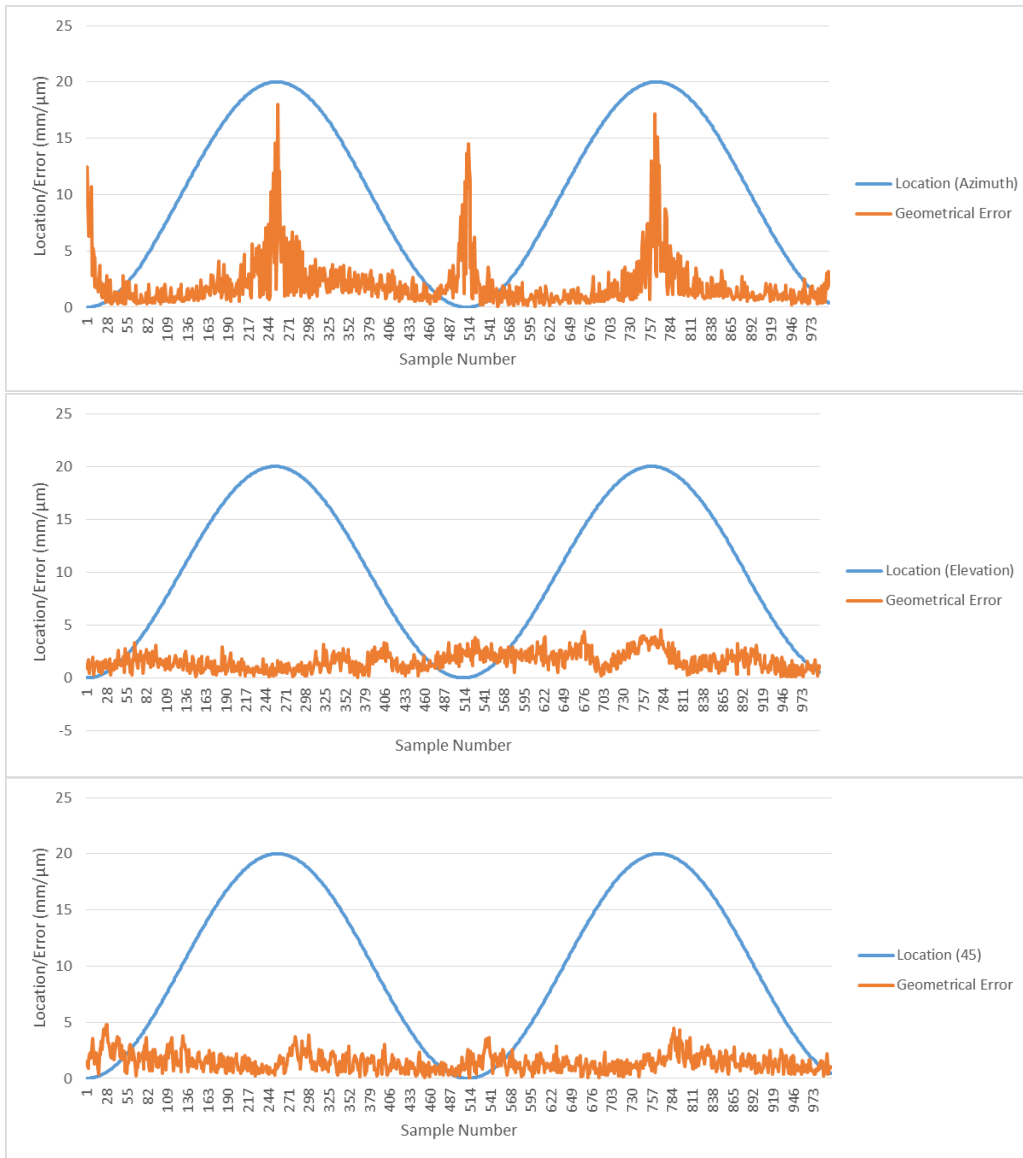 25
20
15
10
5
0
Location/Error (mm/μm)
1 28 55 82 109 136 163 190 217 244 271 298 325 352 379 406 433 460 487 514 541 568 595 622 649 676 703 730 757 784 811 838 865 892 919 946 973
Sample Number
Location (Azimuth)
Geometrical Error
25
20
15
10
5
0
-5
Location/Error (mm/μm)
1 28 55 82 109 136 163 190 217 244 271 298 325 352 379 406 433 460 487 514 541 568 595 622 649 676 703 730 757 784 811 838 865 892 919 946 973
Sample Number
Location (Elevation)
Geometrical Error
25
20
15
10
5
0
Location/Error (mm/μm)
1 28 55 82 109 136 163 190 217 244 271 298 325 352 379 406 433 460 487 514 541 568 595 622 649 676 703 730 757 784 811 838 865 892 919 946 973
Sample Number
Location (45)
Geometrical Error